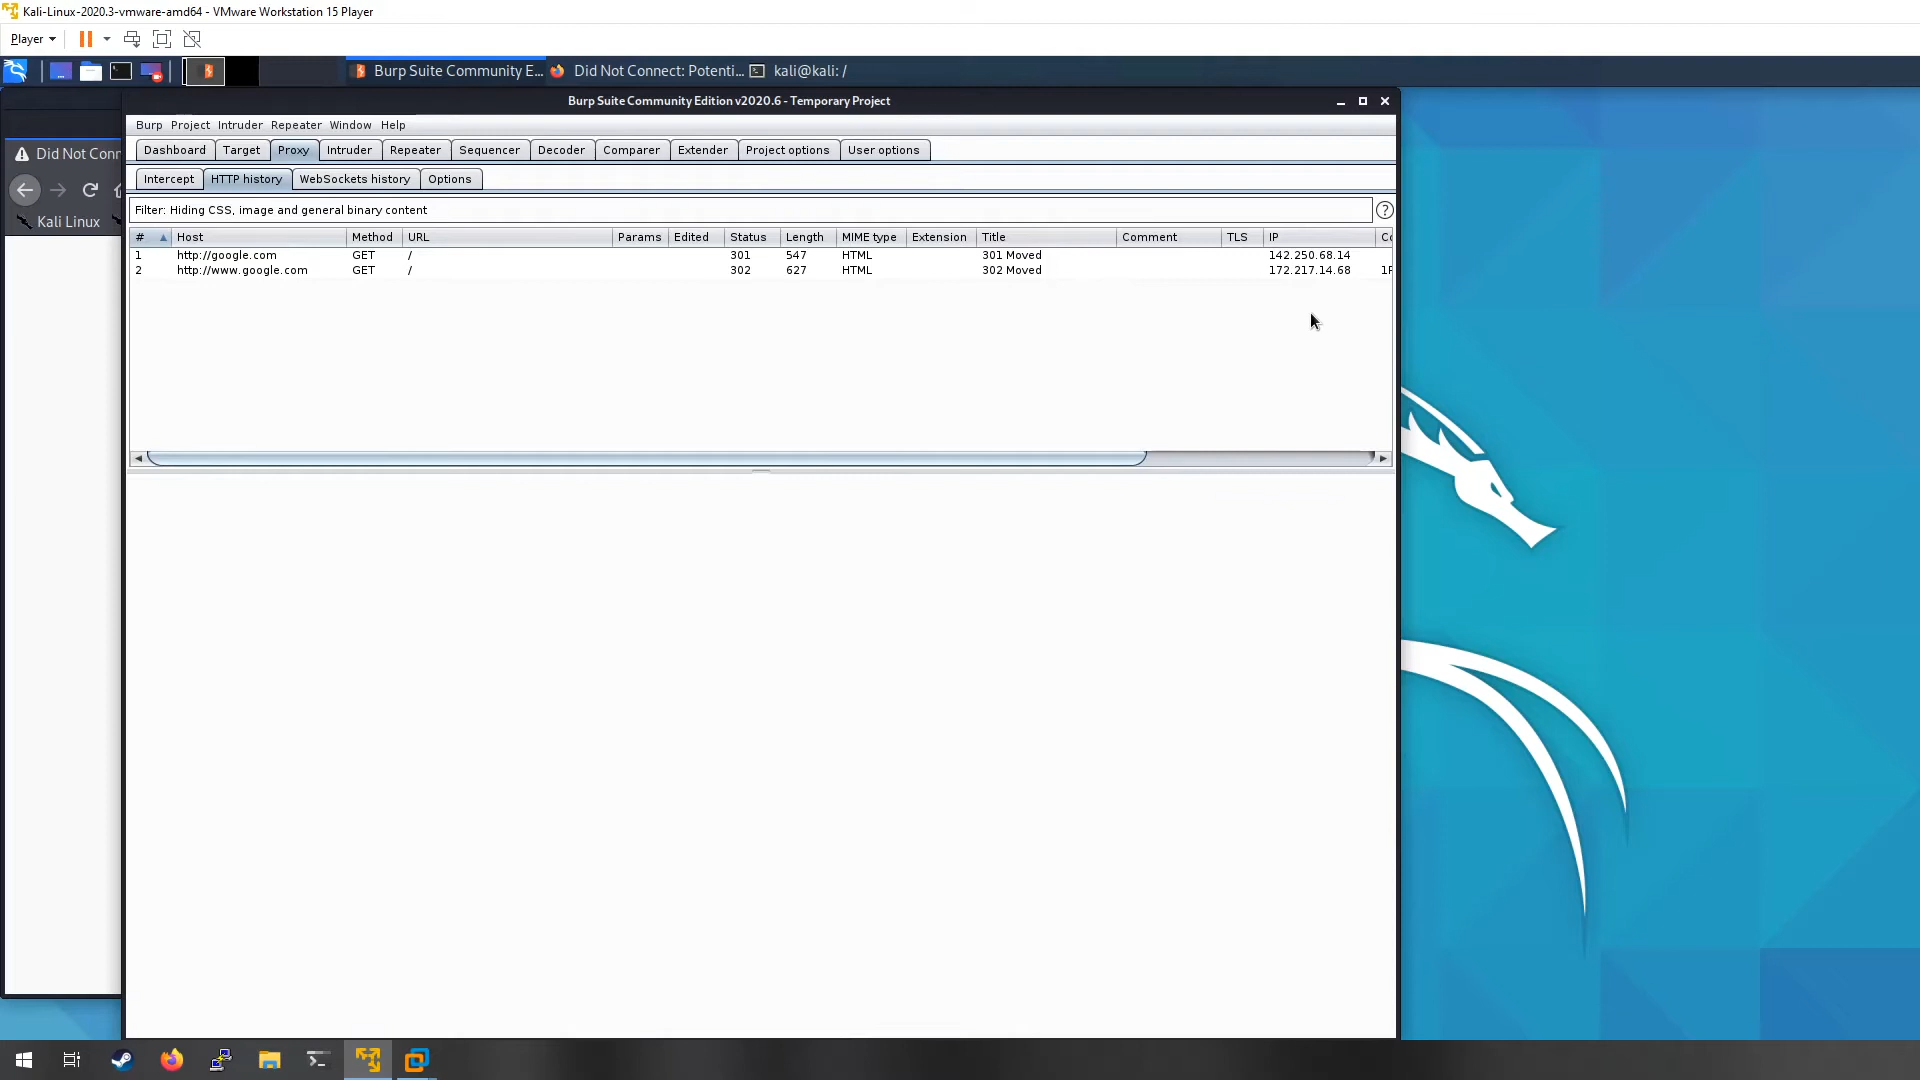 Kali-Linux-2020.3-vmware-amd64 - VMware Workstation 15 Player
Player
Burp Suite Community E... Did Not Connect: Potenti... kali@kali: /
Burp Suite Community Edition v2020.6 - Temporary Project
Burp Project Intruder Repeater Window Help
Dashboard Target Proxy Intruder Repeater Sequencer Decoder Comparer Extender Project options User options
Did Not Conn
Intercept HTTP history WebSockets history Options
Filter: Hiding CSS, image and general binary content ?
Kali Linux
# Host Method URL Params Edited Status Length MIME type Extension Title Comment TLS IP Co
1 http://google.com GET / 301 547 HTML 301 Moved 142.250.68.14
2 http://www.google.com GET / 302 627 HTML 302 Moved 172.217.14.68